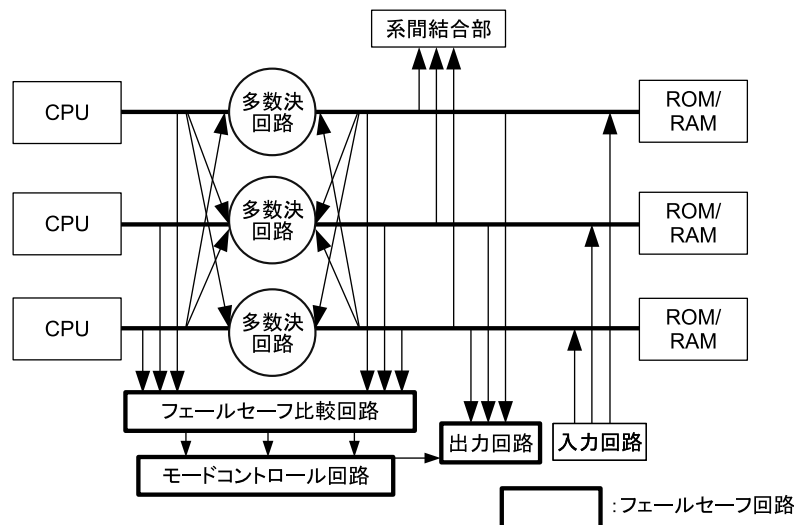 系間結合部
CPU
多数決
回路
ROM/
RAM
CPU
多数決
回路
ROM/
RAM
CPU
多数決
回路
ROM/
RAM
フェールセーフ比較回路
出力回路
入力回路
モードコントロール回路
:フェールセーフ回路